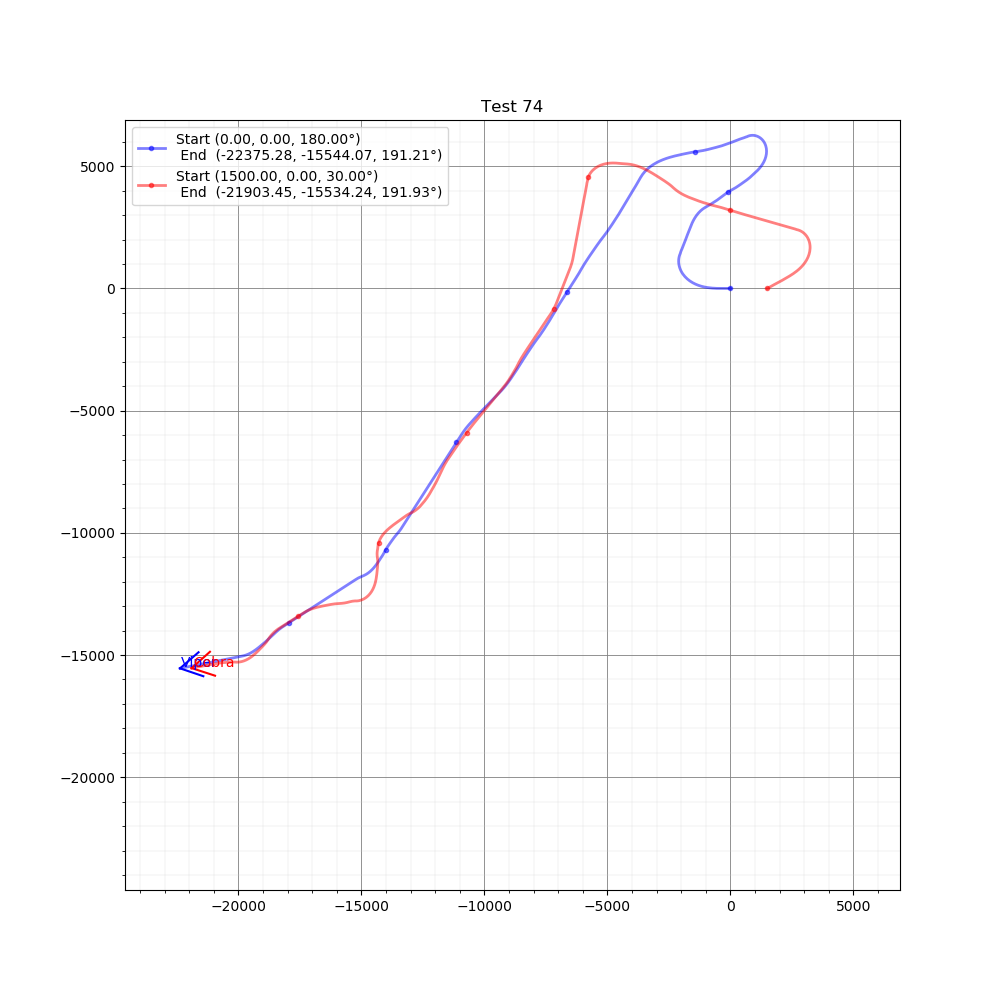 Test 74
Start (0.00, 0.00, 180.00°)
End  (-22375.28, -15544.07, 191.21°)
Start (1500.00, 0.00, 30.00°)
End  (-21903.45, -15534.24, 191.93°)
5000
0
−5000
−10000
−15000
−20000
−20000
−15000
−10000
−5000
0
5000